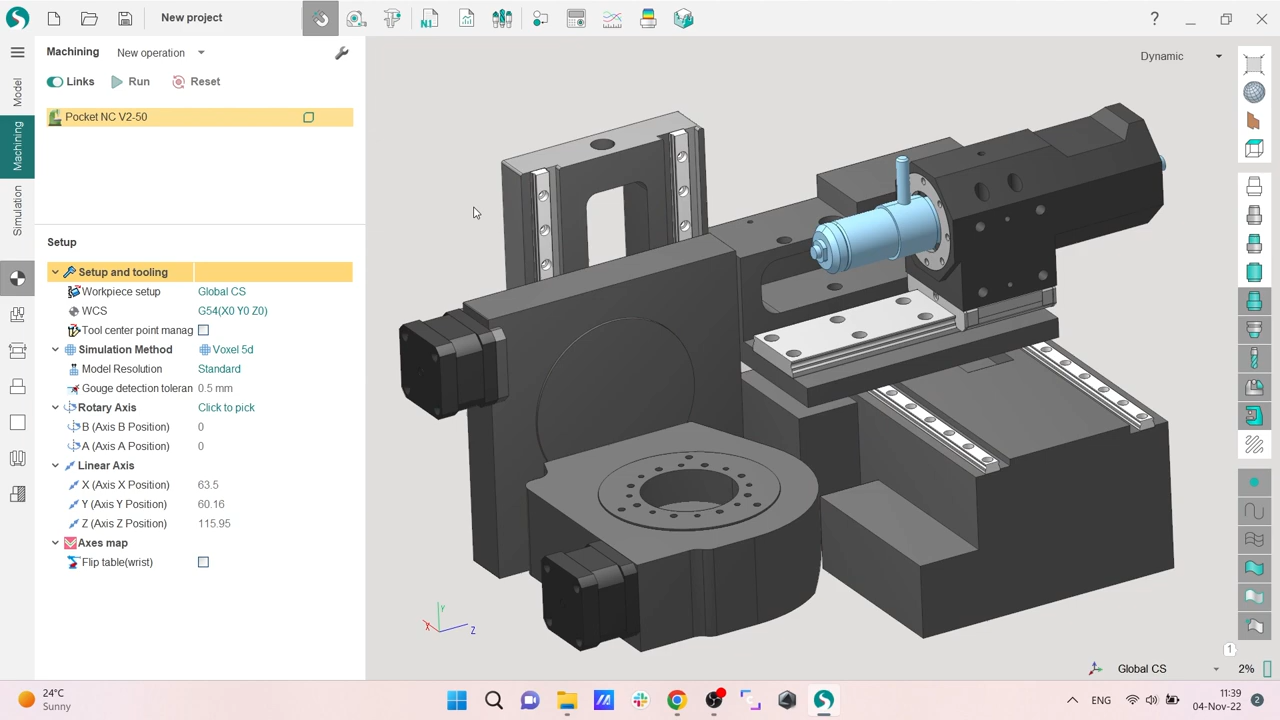 New project
Machining
New operation
Dynamic
Links
Run
Reset
Pocket NC V2-50
Model
Machining
Simulation
Setup
Setup and tooling
Workpiece setup
Global CS
WCS
G54(X0 Y0 Z0)
Tool center point manag
Simulation Method
Voxel 5d
Model Resolution
Standard
Gouge detection toleran
0.5 mm
Rotary Axis
Click to pick
B (Axis B Position)
0
A (Axis A Position)
0
Linear Axis
X (Axis X Position)
63.5
Y (Axis Y Position)
60.16
Z (Axis Z Position)
115.95
Axes map
Flip table(wrist)
Y
X
Z
1
Global CS
2%
24°C
Sunny
ENG
11:39
04-Nov-22
2